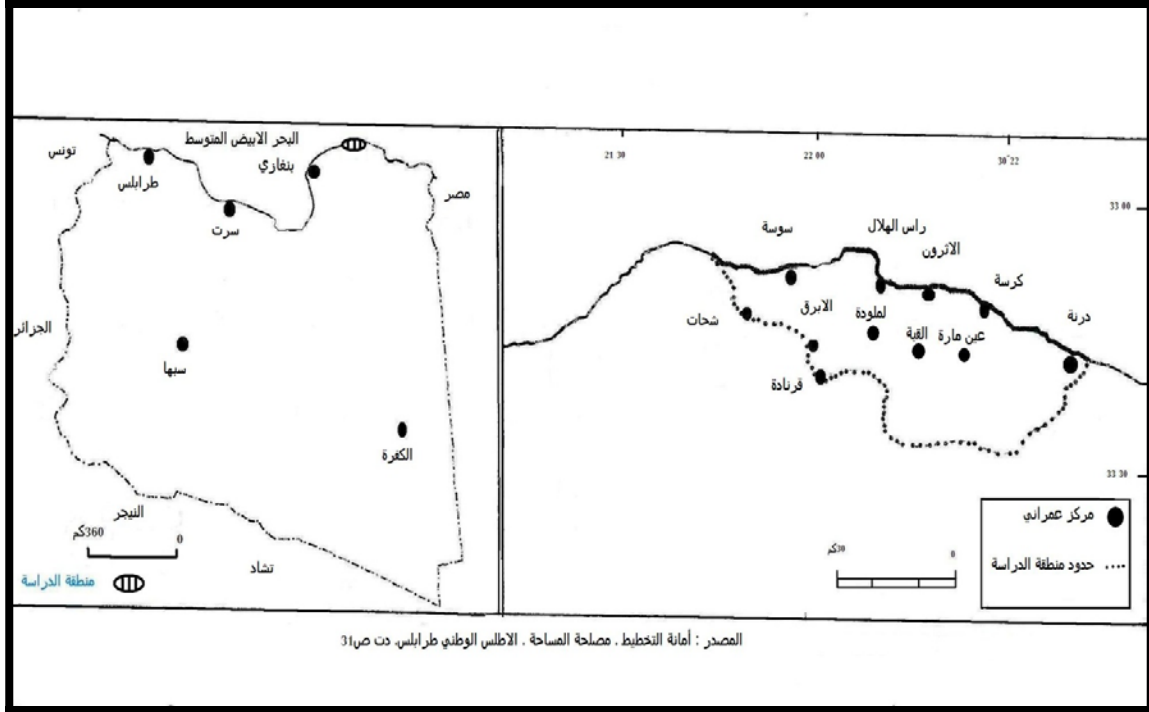 البحر الابيض المتوسط
تونس
طرابلس
بنغازي
مصر
سرت
الجزائر
سبها
الكفرة
النيجر
تشاد
360كم
0
منطقة الدراسة
21 30
22 00
30 22
33 00
راس الهلال
سوسة
الاثرون
كرسة
درنة
شحات
الابرق
لملودة
القبة
عين مارة
قرنادة
33 30
مركز عمراني
حدود منطقة الدراسة
30كم
0
المصدر : أمانة التخطيط . مصلحة المساحة . الاطلس الوطني طرابلس. دت ص31